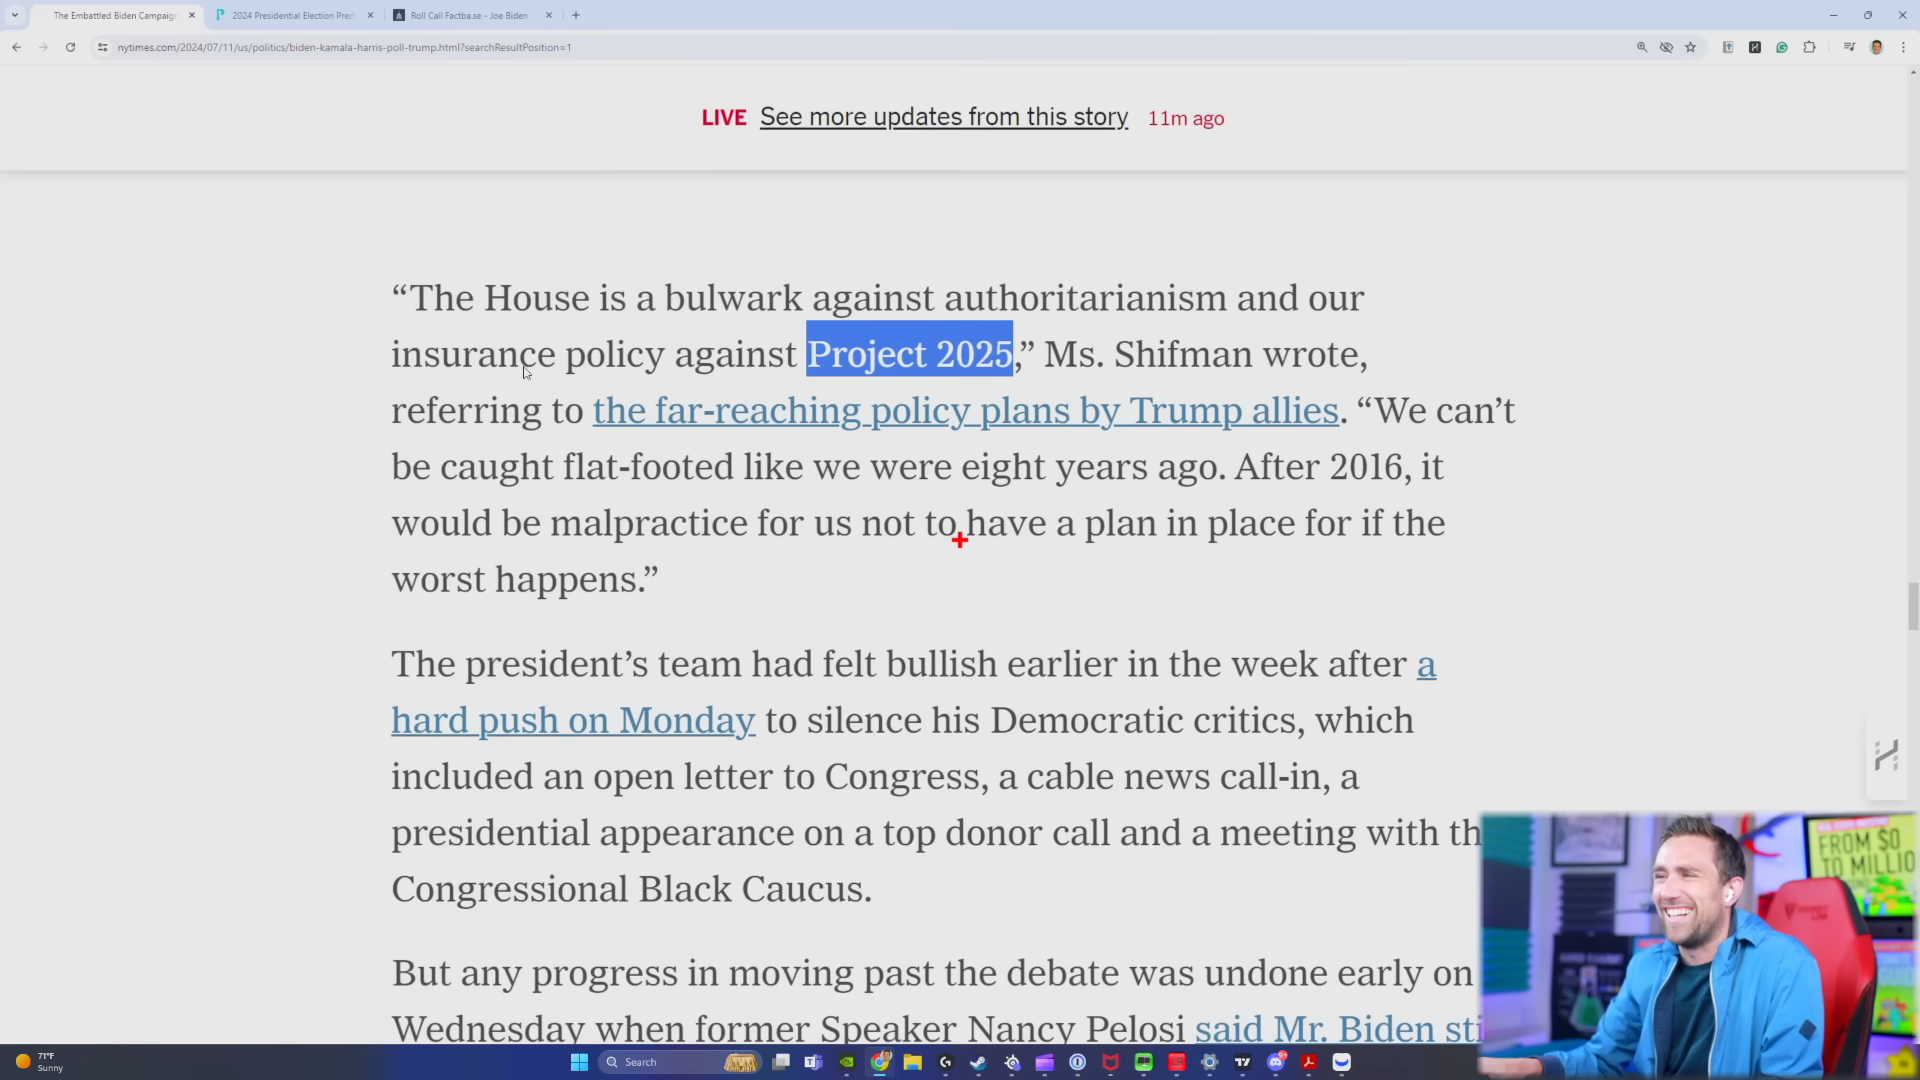 The Embattled Biden Campaign
2024 Presidential Election Pred
Roll Call Factba.se - Joe Biden
nytimes.com/2024/07/11/us/politics/biden-kamala-harris-poll-trump.html?searchResultPosition=1
LIVE See more updates from this story 11m ago
“The House is a bulwark against authoritarianism and our
insurance policy against Project 2025,” Ms. Shifman wrote,
referring to the far-reaching policy plans by Trump allies. “We can’t
be caught flat-footed like we were eight years ago. After 2016, it
would be malpractice for us not to have a plan in place for if the
worst happens.”
The president’s team had felt bullish earlier in the week after a
hard push on Monday to silence his Democratic critics, which
included an open letter to Congress, a cable news call-in, a
presidential appearance on a top donor call and a meeting with th
Congressional Black Caucus.
But any progress in moving past the debate was undone early on
Wednesday when former Speaker Nancy Pelosi said Mr. Biden sti
FROM $0
TO MILLIO
71°F
Sunny
Search